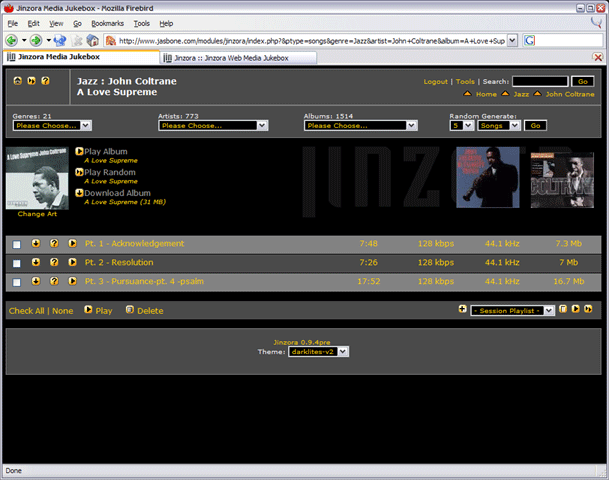 Jinzora Media Jukebox - Mozilla Firebird
File Edit View Go Bookmarks Tools Help
http://www.jasbone.com/modules/jinzora/index.php?&ptype=songs&genre=Jazz&artist=John+Coltrane&album=A+Love+Sup
Jinzora Media Jukebox
Jinzora :: Jinzora Web Media Jukebox
Jazz : John Coltrane
A Love Supreme
Logout | Tools | Search: Go
Home Jazz John Coltrane
Genres: 21 Artists: 773 Albums: 1514 Random Generate:
Please Choose... Please Choose... Please Choose... 5 Songs Go
jinzo
A LOVE SUPREME
Change Art
Play Album
A Love Supreme
Play Random
A Love Supreme
Download Album
A Love Supreme (31 MB)
COLTRANE
Pt. 1 - Acknowledgement 7:48 128 kbps 44.1 kHz 7.3 Mb
Pt. 2 - Resolution 7:26 128 kbps 44.1 kHz 7 Mb
Pt. 3 - Pursuance-pt. 4 -psalm 17:52 128 kbps 44.1 kHz 16.7 Mb
Check All | None Play Delete - Session Playlist -
Jinzora 0.9.4pre
Theme: darklites-v2
Done